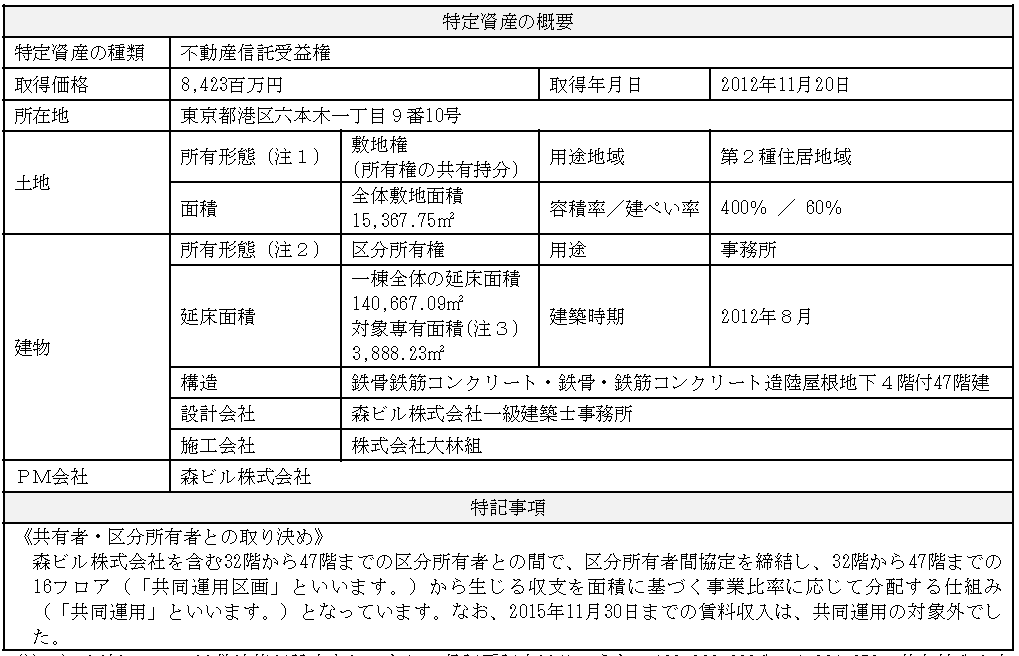 特定資産の概要
特定資産の種類 不動産信託受益権
取得価格 8,423百万円 取得年月日 2012年11月20日
所在地 東京都港区六本木一丁目９番10号
土地
所有形態（注１） 敷地権
(所有権の共有持分) 用途地域 第２種住居地域
面積 全体敷地面積
15,367.75㎡ 容積率／建ぺい率 400％ ／ 60％
建物
所有形態（注２） 区分所有権 用途 事務所
延床面積 一棟全体の延床面積
140,667.09㎡
対象専有面積(注３)
3,888.23㎡ 建築時期 2012年８月
構造 鉄骨鉄筋コンクリート・鉄骨・鉄筋コンクリート造陸屋根地下４階付47階建
設計会社 森ビル株式会社一級建築士事務所
施工会社 株式会社大林組
ＰＭ会社 森ビル株式会社
特記事項
《共有者・区分所有者との取り決め》
森ビル株式会社を含む32階から47階までの区分所有者との間で、区分所有者間協定を締結し、32階から47階までの
16フロア（「共同運用区画」といいます。）から生じる収支を面積に基づく事業比率に応じて分配する仕組み
（「共同運用」といいます。）となっています。なお、2015年11月30日までの賃料収入は、共同運用の対象外でし
た。